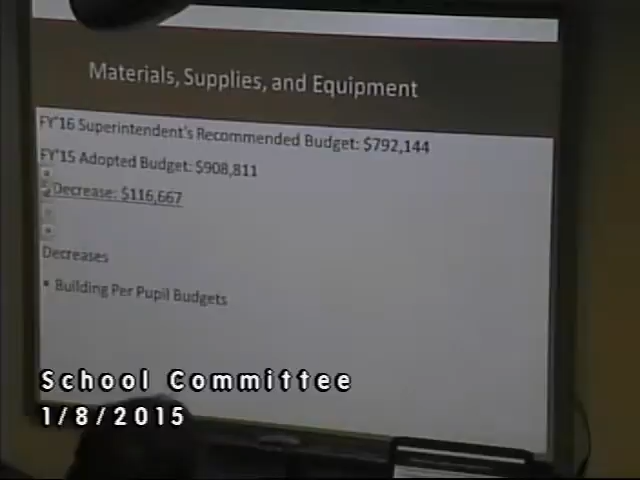 Materials, Supplies, and Equipment
FY'16 Superintendent's Recommended Budget: $792,144
FY'15 Adopted Budget: $908,811
Decrease: $116,667
Decreases
• Building Per Pupil Budgets
School Committee
1/8/2015